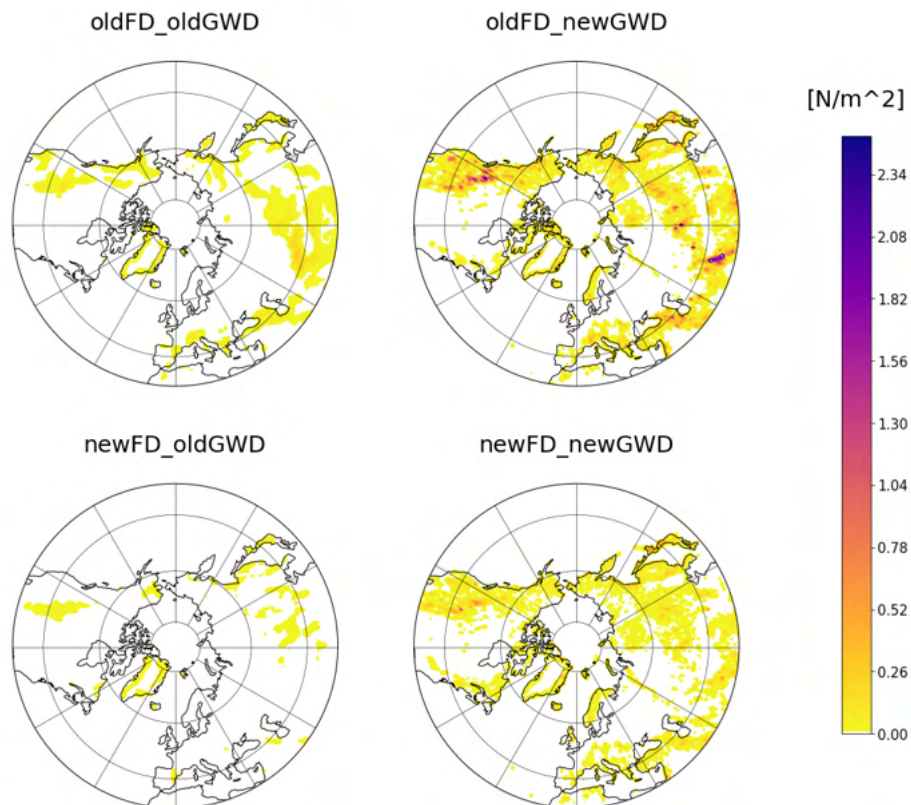 oldFD_oldGWD
oldFD_newGWD
[N/m^2]
2.34
2.08
1.82
1.56
1.30
1.04
0.78
0.52
0.26
0.00
newFD_oldGWD
newFD_newGWD